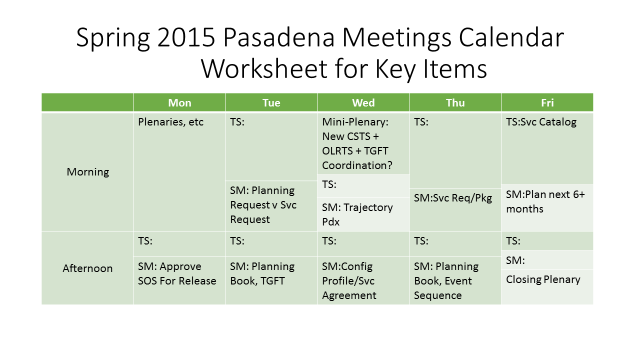 Spring 2015 Pasadena Meetings Calendar
Worksheet for Key Items
Mon Tue Wed Thu Fri
Morning
Plenaries, etc
TS:
SM: Planning
Request v Svc
Request
Mini-Plenary:
New CSTS +
OLRTS + TGFT
Coordination?
TS:
SM: Trajectory
Pdx
TS:
SM:Svc Req/Pkg
TS:Svc Catalog
SM:Plan next 6+
months
Afternoon
TS:
SM: Approve
SOS For Release
TS:
SM: Planning
Book, TGFT
TS:
SM:Config
Profile/Svc
Agreement
TS:
SM: Planning
Book, Event
Sequence
TS:
SM:
Closing Plenary